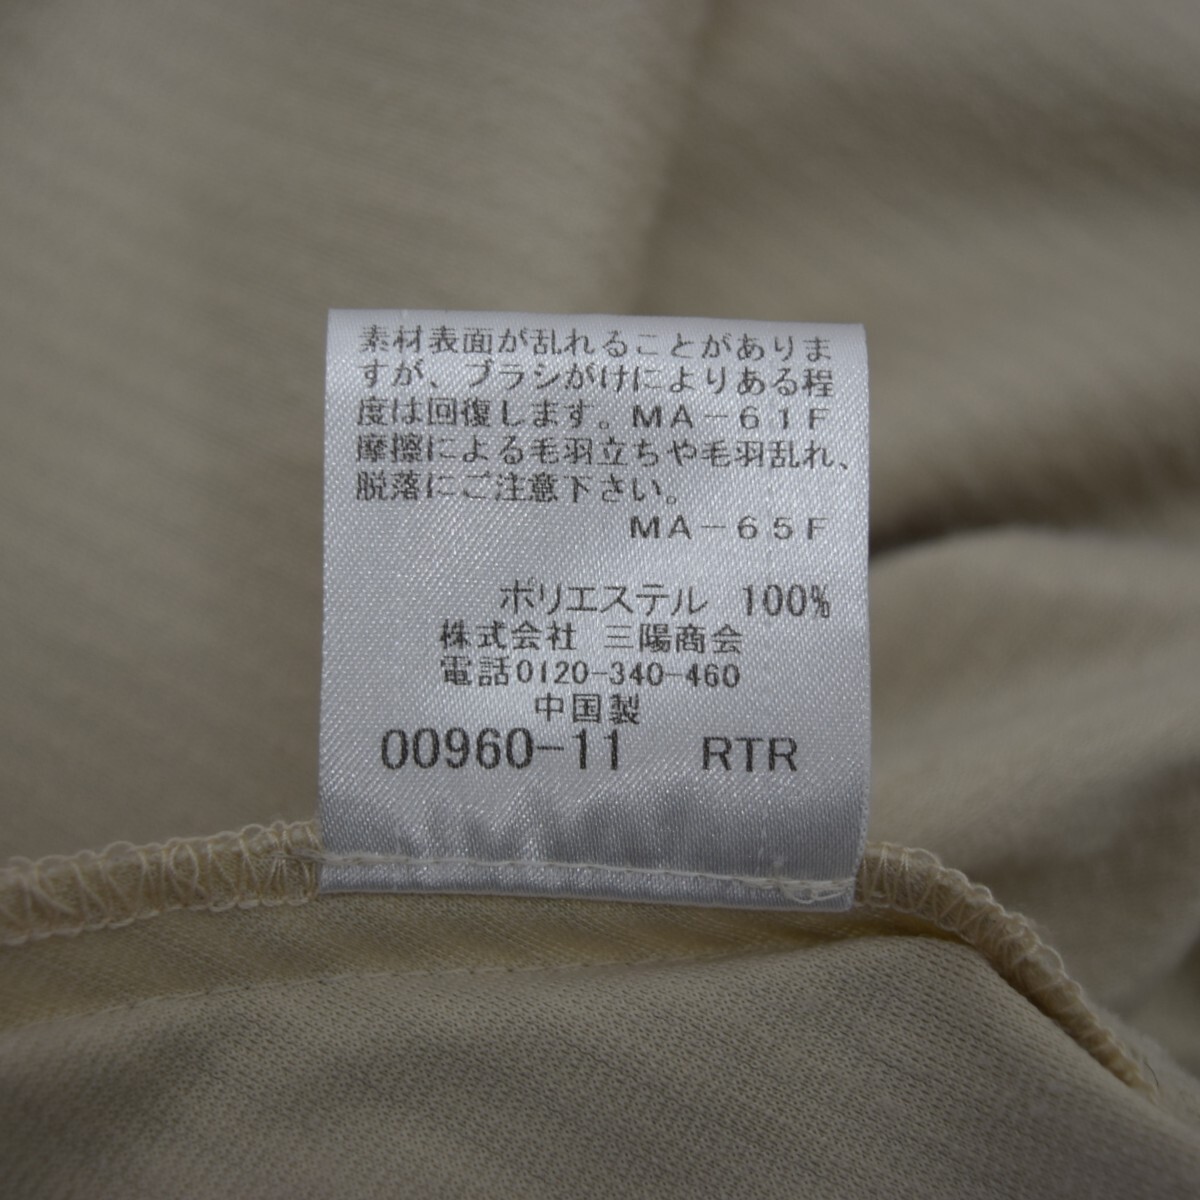 素材表面が乱れることがありま
すが、ブラシがけによりある程
度は回復します。ＭＡ－６１Ｆ
摩擦による毛羽立ちや毛羽乱れ、
脱落にご注意下さい。
ＭＡ－６５Ｆ
ポリエステル 100%
株式会社 三陽商会
電話0120-340-460
中国製
00960-11 RTR